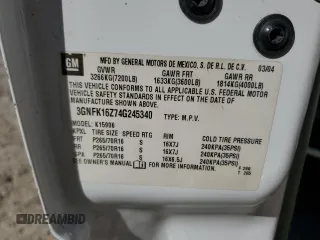 GM
MFD BY GENERAL MOTORS DE MEXICO, S. DE R.L. DE C.V. 03/04
GVWR GAWR FRT GAWR RR
3266KG(7200LB) 1633KG(3600LB) 1814KG(4000LB)
THIS VEHICLE CONFORMS TO ALL APPLICABLE U.S. FEDERAL MOTOR
VEHICLE SAFETY STANDARDS IN EFFECT ON THE DATE OF
MANUFACTURE SHOWN ABOVE.
3GNFK16Z74G245340 TYPE: M.P.V.
MODEL: K15906
TIRE SIZE SPEED RTG RIM COLD TIRE PRESSURE
FRT P265/70R16 S 16X7J 240KPA(35PSI)
RR P265/70R16 S 16X7J 240KPA(35PSI)
SPA P265/70R16 S 16X6.5J 240KPA(35PSI)
SEE OWNER'S MANUAL FOR ADDITIONAL INFORMATION
DIABOLICBID